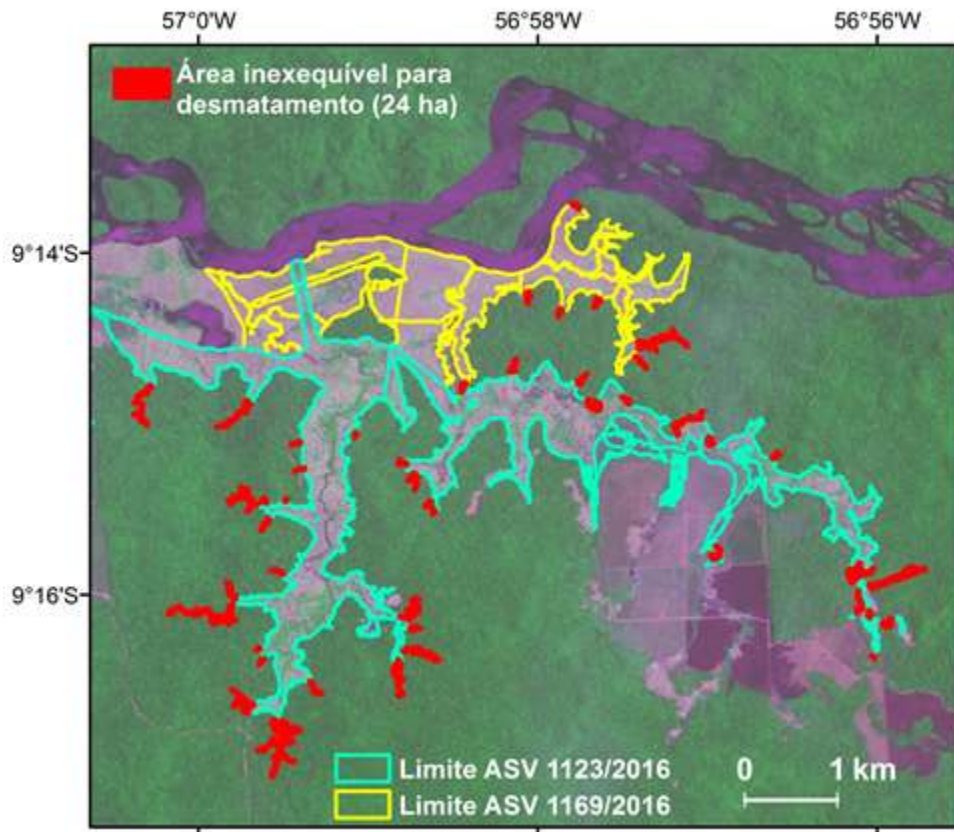 57°0'W
56°58'W
56°56'W
Área inexequível para
desmatamento (24 ha)
9°14'S
9°16'S
Limite ASV 1123/2016
Limite ASV 1169/2016
0
1 km